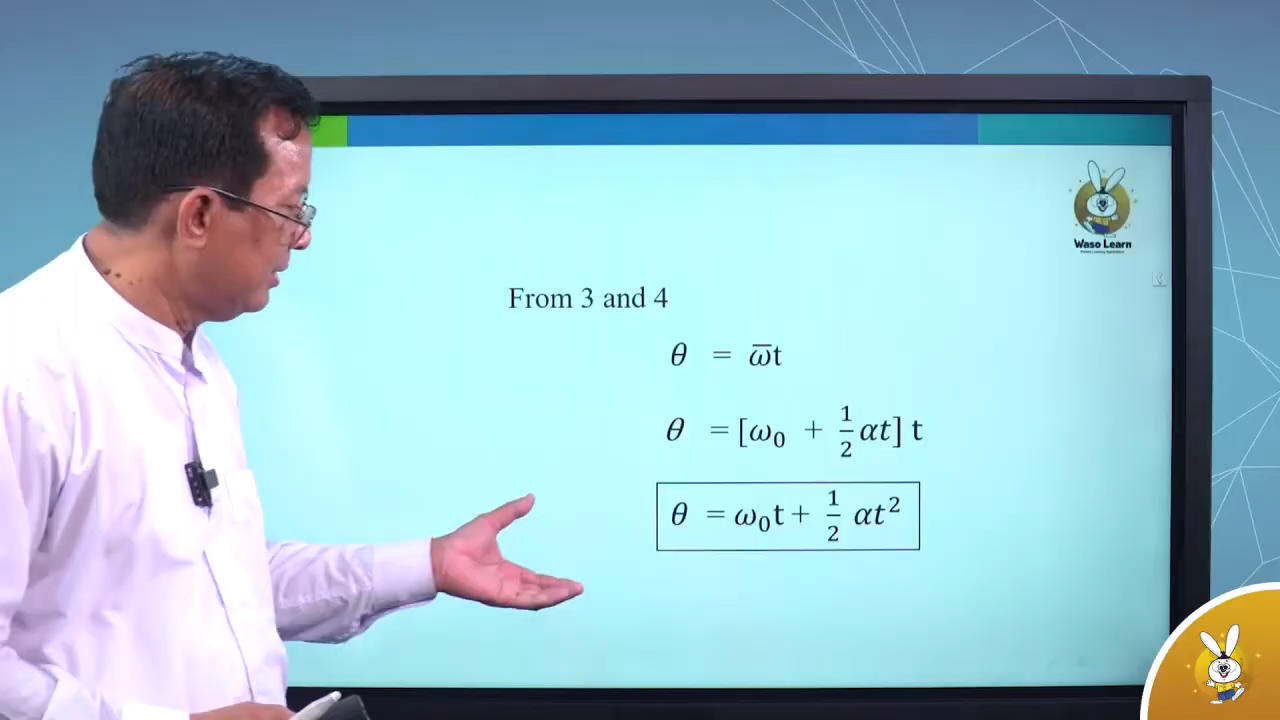 Waso Learn
From 3 and 4
θ = ω̅t
θ = [ω₀ + ½αt] t
θ = ω₀t + ½ αt²